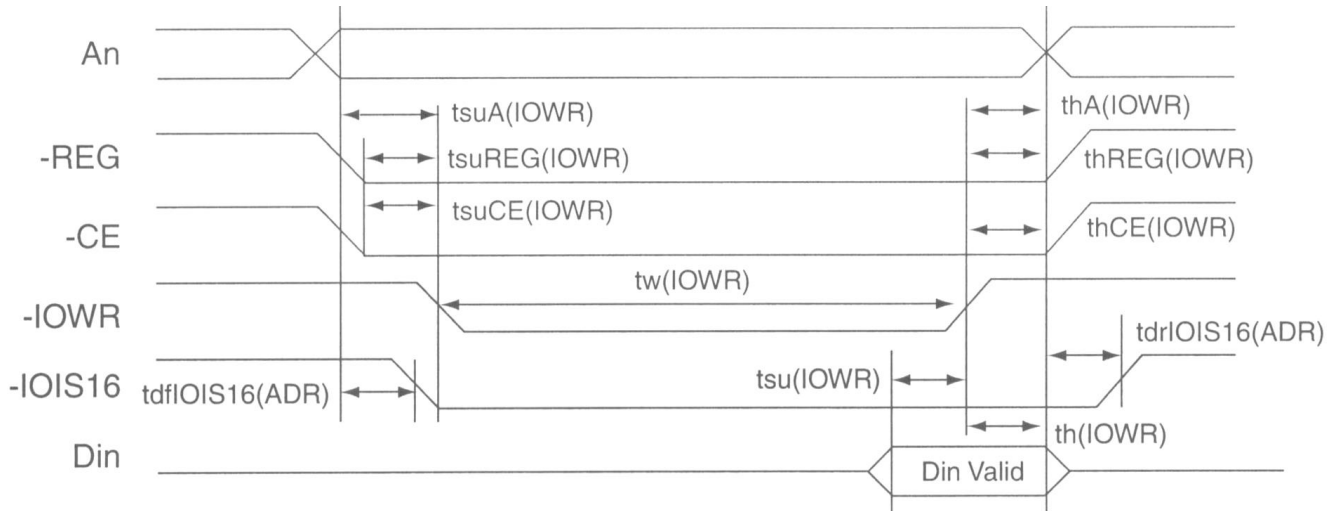 An
tsuA(IOWR)
thA(IOWR)
-REG
tsuREG(IOWR)
thREG(IOWR)
tsuCE(IOWR)
-CE
thCE(IOWR)
tw(IOWR)
-IOWR
tdrIOIS16(ADR)
-IOIS16
tdfIOIS16(ADR)
tsu(IOWR)
th(IOWR)
Din
Din Valid